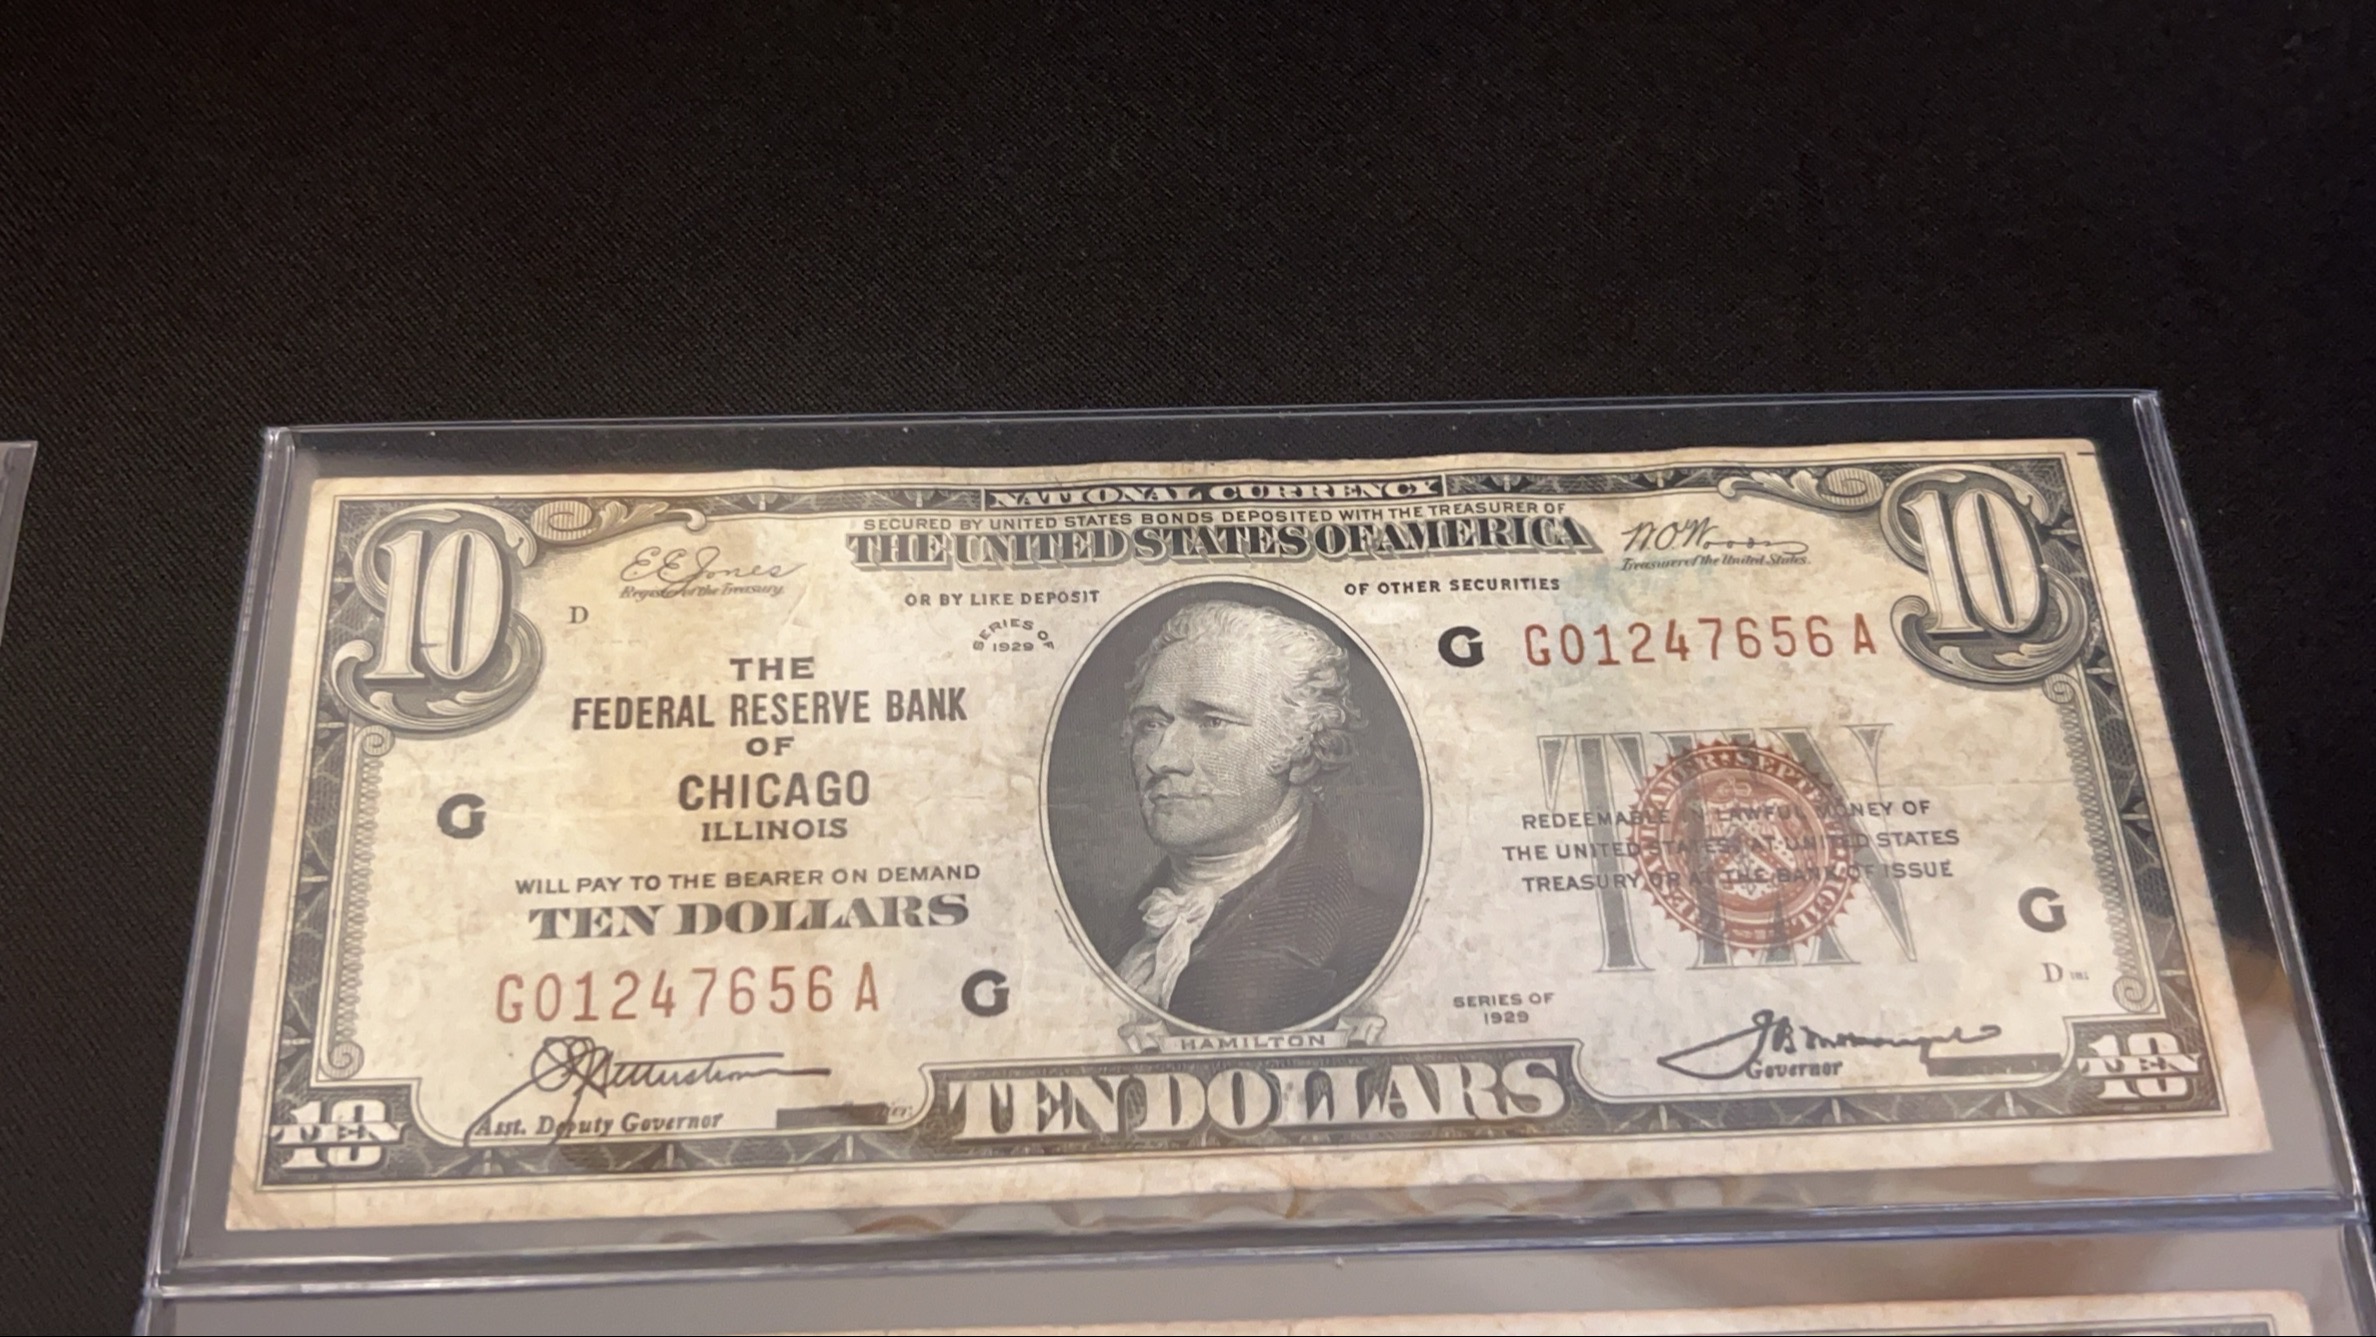 NATIONAL CURRENCY
SECURED BY UNITED STATES BONDS DEPOSITED WITH THE TREASURER OF
THE UNITED STATES OF AMERICA
OR BY LIKE DEPOSIT OF OTHER SECURITIES
10
10
E E Jones
Register of the Treasury.
W.O. Woods
Treasurer of the United States.
D
SERIES OF
1929
G G01247656A
THE
FEDERAL RESERVE BANK
OF
CHICAGO
ILLINOIS
G
WILL PAY TO THE BEARER ON DEMAND
TEN DOLLARS
G01247656A G
TEN
REDEEMABLE IN LAWFUL MONEY OF
THE UNITED STATES AT UNITED STATES
TREASURY OR AT THE BANK OF ISSUE
G
D
SERIES OF
1929
HAMILTON
Asst. Deputy Governor
Governor
10
TEN
TEN DOLLARS
10
TEN